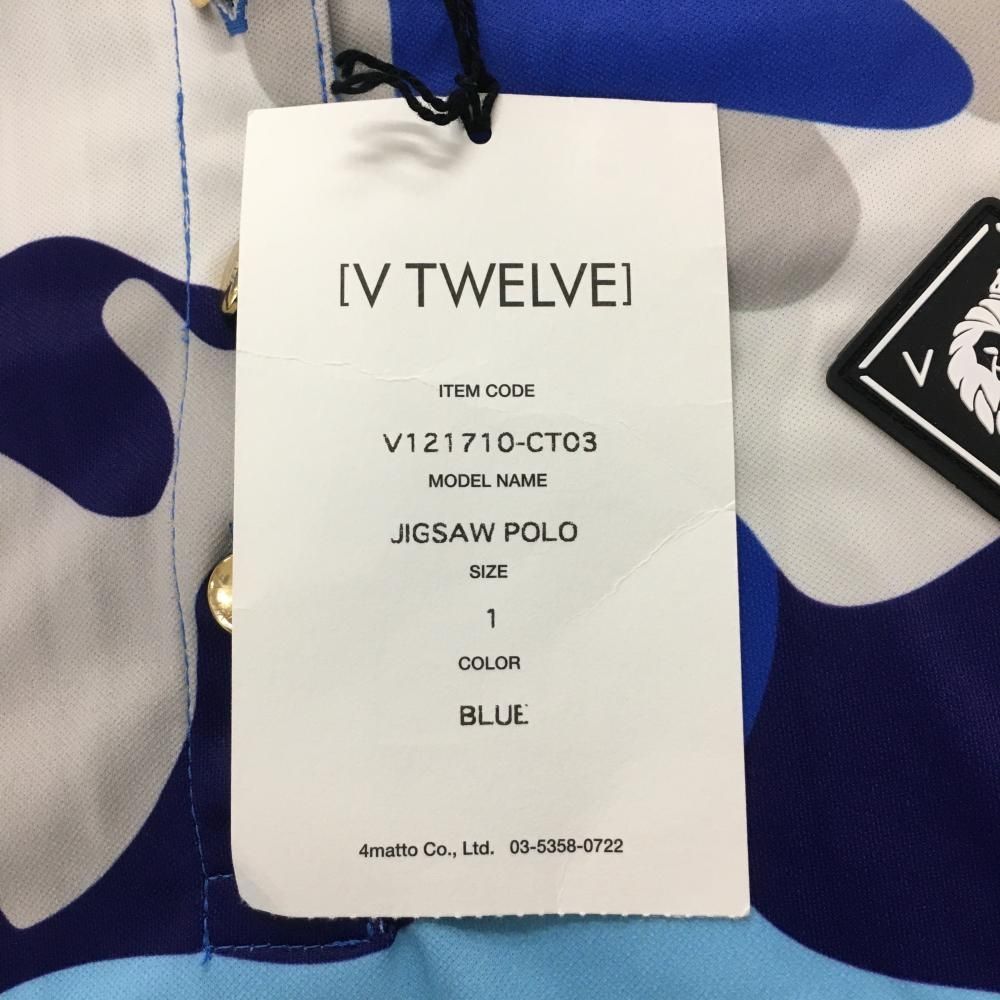 [V TWELVE]
ITEM CODE
V121710-CT03
MODEL NAME
JIGSAW POLO
SIZE
1
COLOR
BLUE
4matto Co., Ltd. 03-5358-0722
V